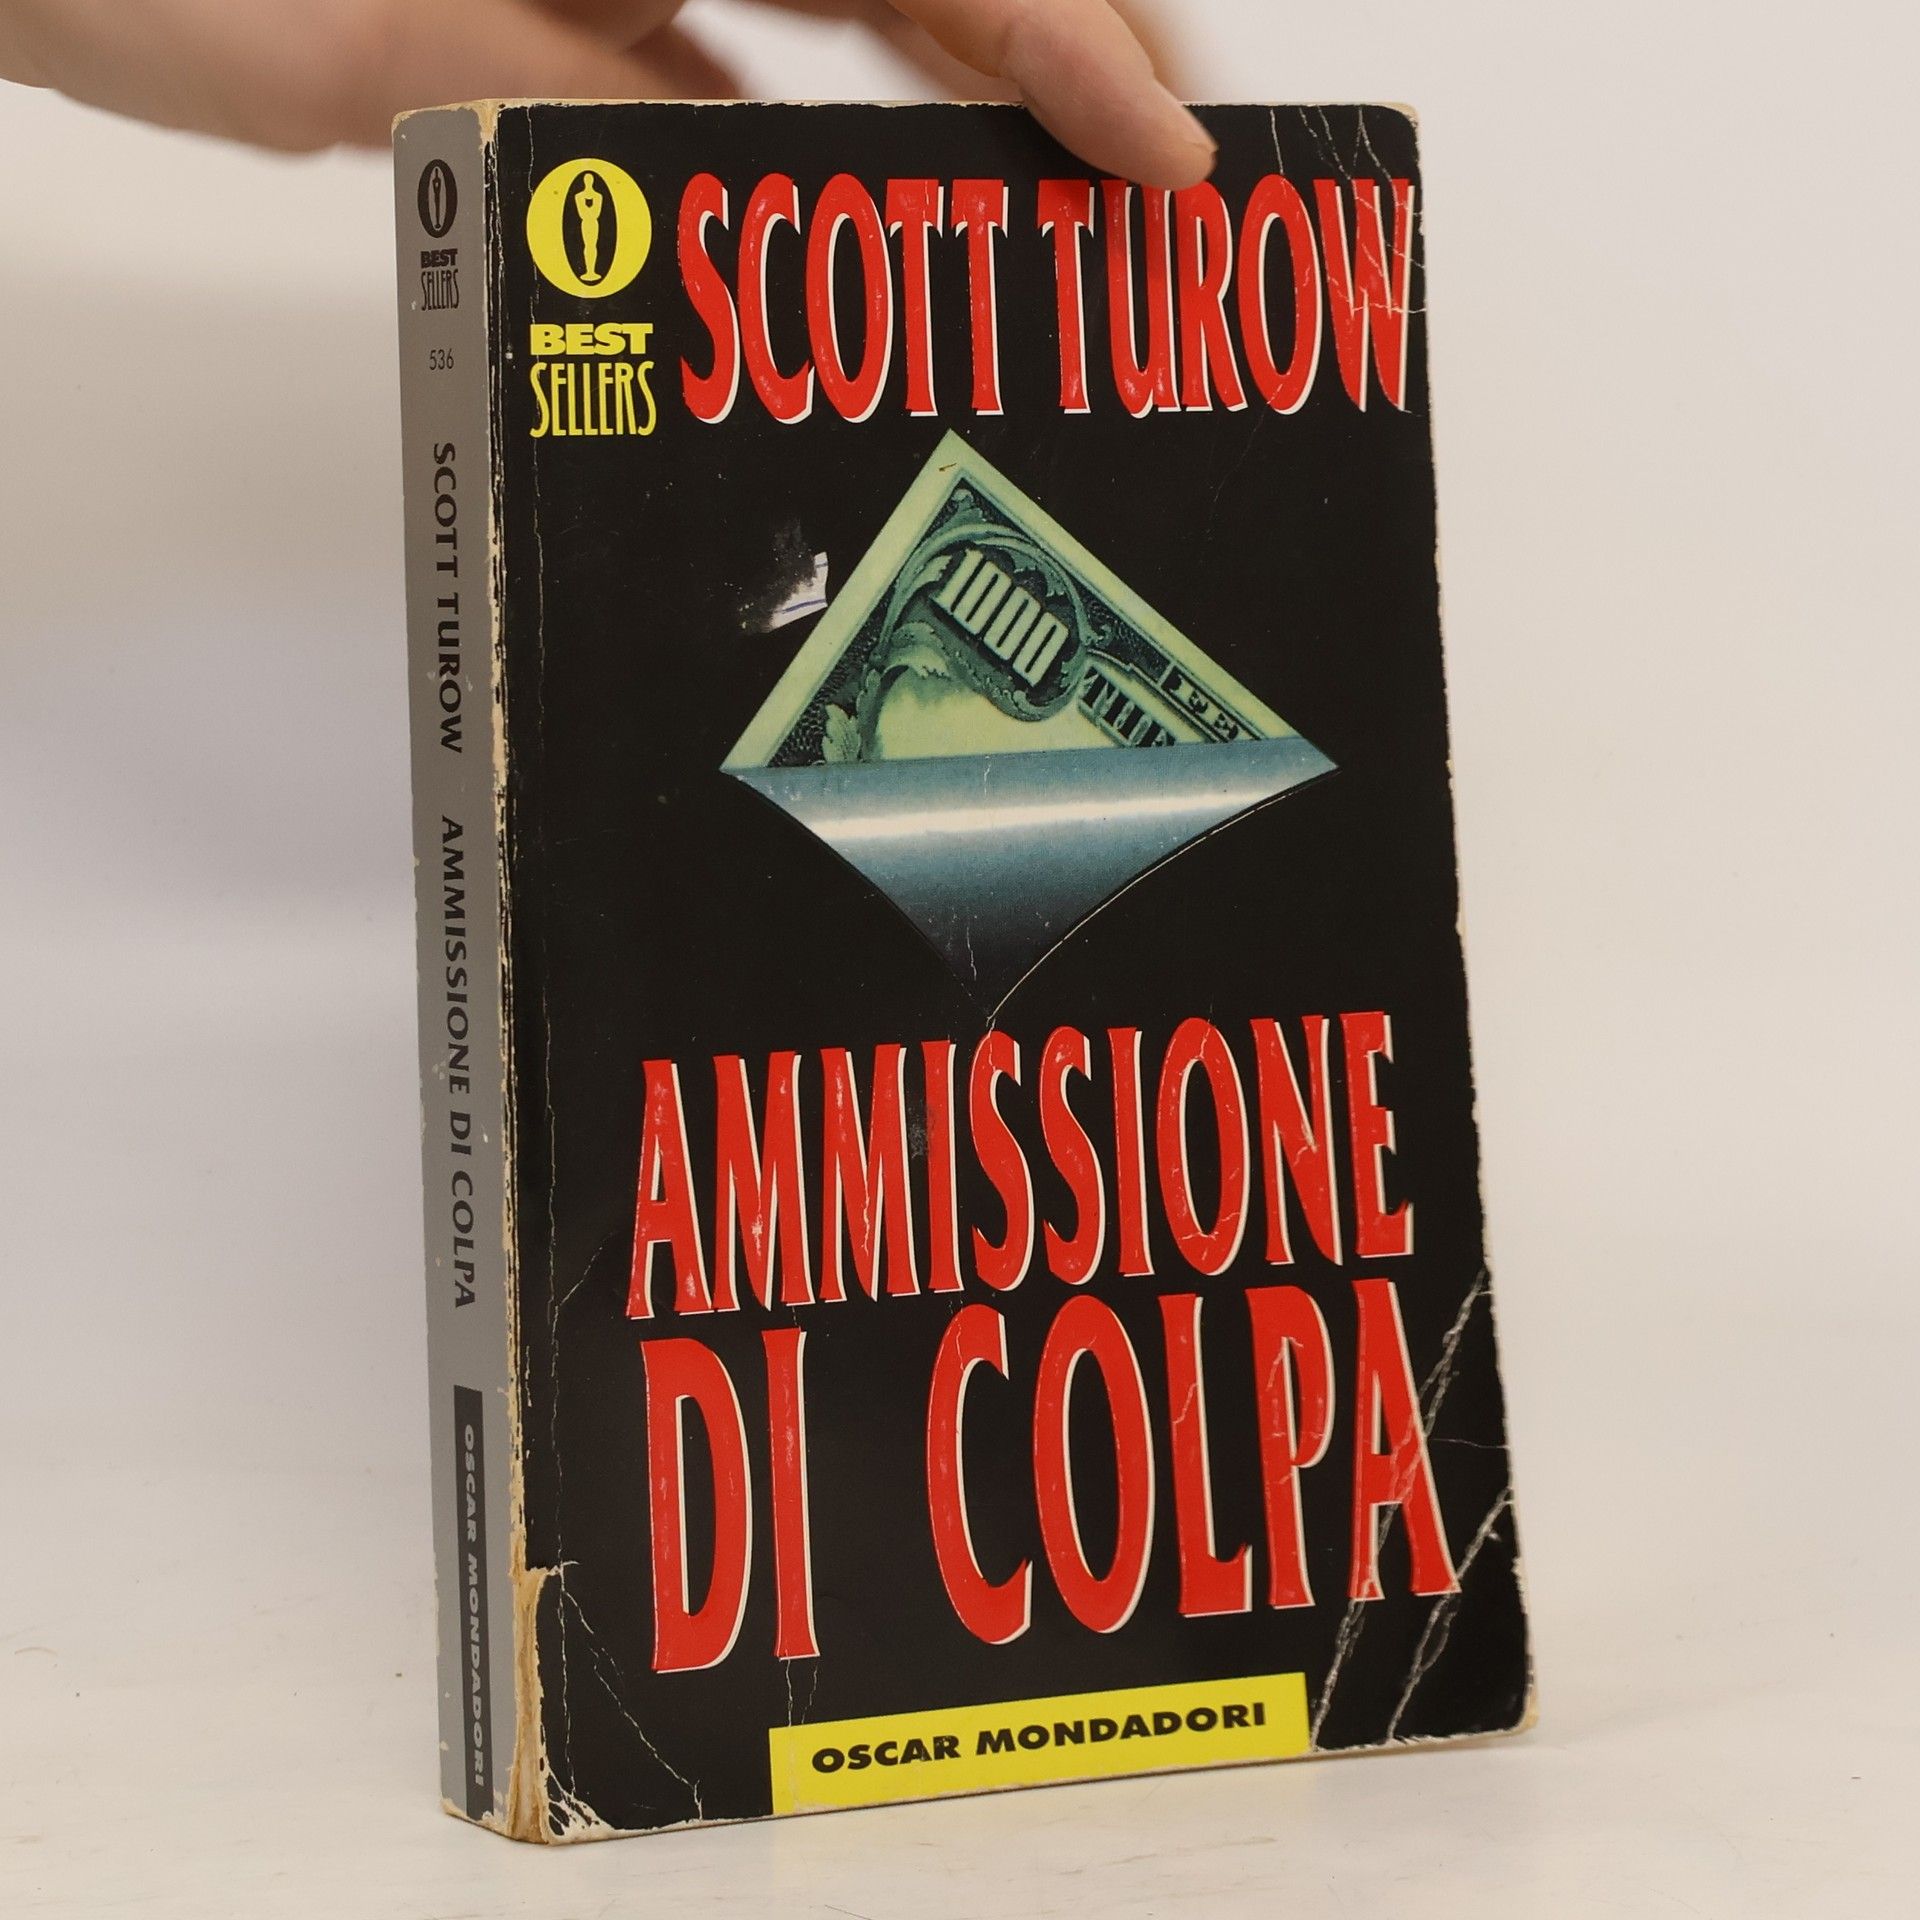 BEST
SELLERS
536
SCOTT TUROW AMMISSIONE DI COLPA
OSCAR MONDADORI
BEST
SELLERS
SCOTT TUROW
1000
THE
AMMISSIONE
DI COLPA
OSCAR MONDADORI